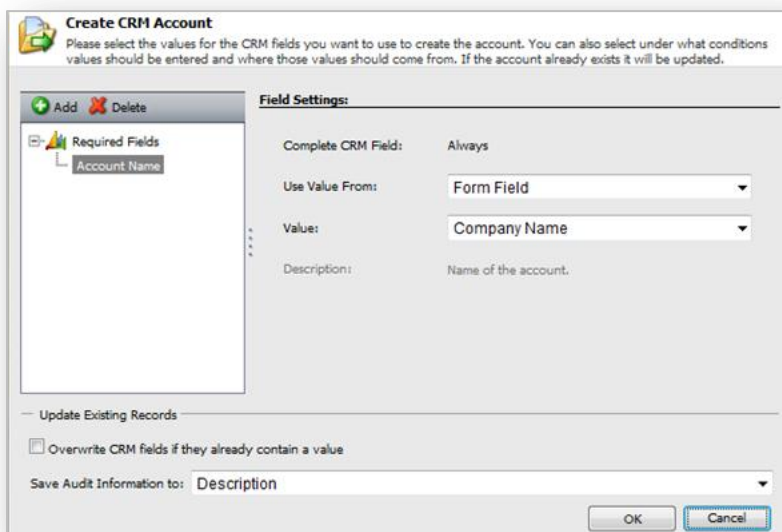 Create CRM Account
Please select the values for the CRM fields you want to use to create the account. You can also select under what conditions
values should be entered and where those values should come from. If the account already exists it will be updated.
Add Delete
Field Settings:
Required Fields
Account Name
Complete CRM Field: Always
Use Value From: Form Field
Value: Company Name
Description: Name of the account.
Update Existing Records
Overwrite CRM fields if they already contain a value
Save Audit Information to: Description
OK Cancel